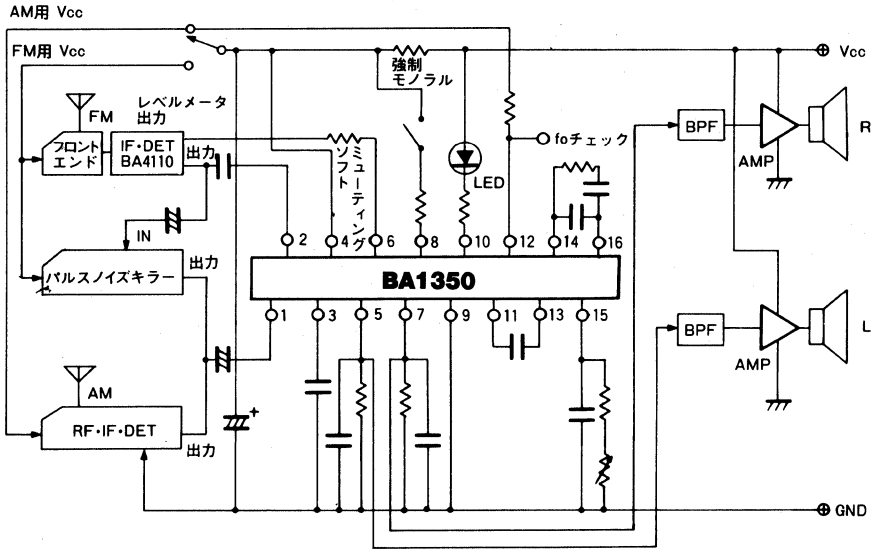 AM用 Vcc
FM用 Vcc
Vcc
強制
モノラル
レベルメータ
出力
FM
フロント
エンド
IF・DET
BA4110
出力
ソフト
ミューティング
LED
foチェック
BPF
AMP
R
IN
パルスノイズキラー
出力
2
4
6
8
10
12
14
16
BA1350
1
3
5
7
9
11
13
15
BPF
AMP
L
AM
RF・IF・DET
出力
+
GND